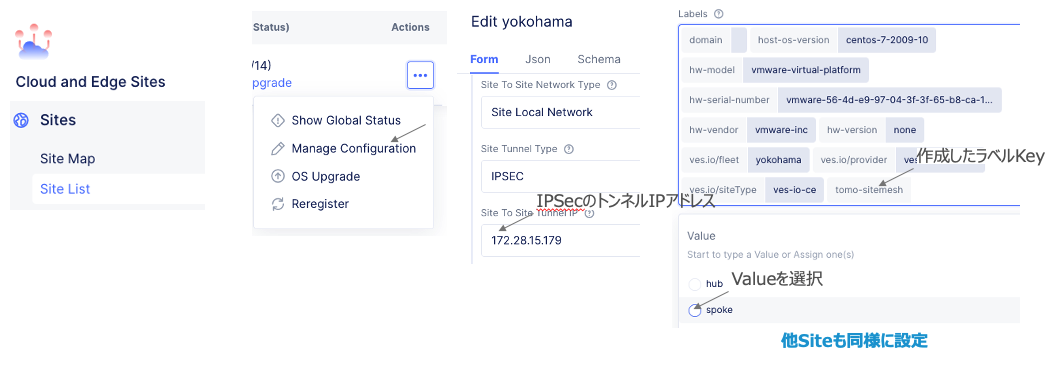 Cloud and Edge Sites
Sites
Site Map
Site List
Status)
Actions
/14)
pgrade
Show Global Status
Manage Configuration
OS Upgrade
Reregister
Edit yokohama
Form Json Schema
Site To Site Network Type
Site Local Network
Site Tunnel Type
IPSEC
IPSecのトンネルIPアドレス
Site To Site Tunnel IP
172.28.15.179
Labels
domain host-os-version centos-7-2009-10
hw-model vmware-virtual-platform
hw-serial-number vmware-56-4d-e9-97-04-3f-3f-65-b8-ca-1...
hw-vendor vmware-inc hw-version none
ves.io/fleet yokohama ves.io/provider
作成したラベルKey
ves.io/siteType ves-io-ce tomo-sitemesh
Value
Start to type a Value or Assign one(s)
hub
Valueを選択
spoke
他Siteも同様に設定